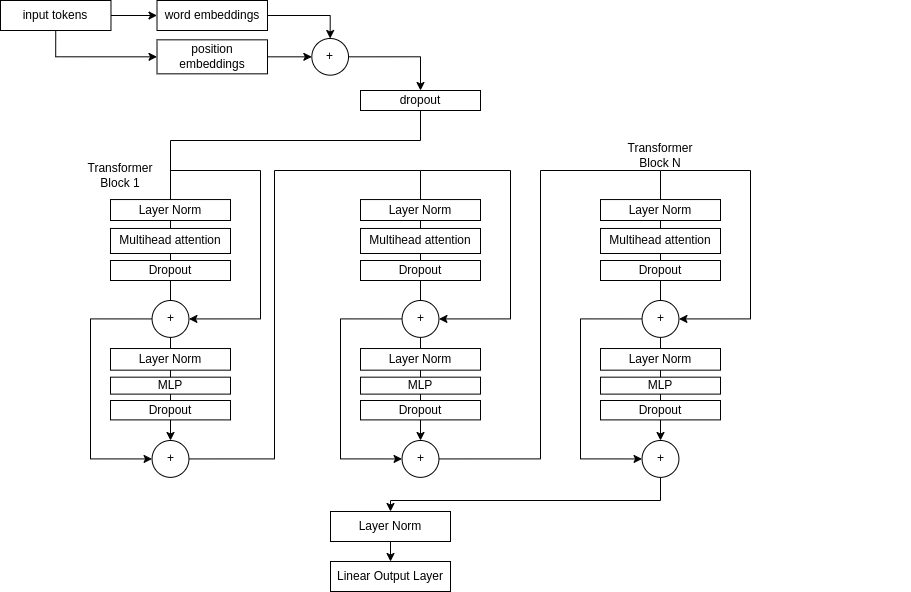 input tokens
word embeddings
position
embeddings
+
dropout
Transformer
Block 1
Layer Norm
Multihead attention
Dropout
+
Layer Norm
MLP
Dropout
+
Layer Norm
Multihead attention
Dropout
+
Layer Norm
MLP
Dropout
+
Transformer
Block N
Layer Norm
Multihead attention
Dropout
+
Layer Norm
MLP
Dropout
+
Layer Norm
Linear Output Layer